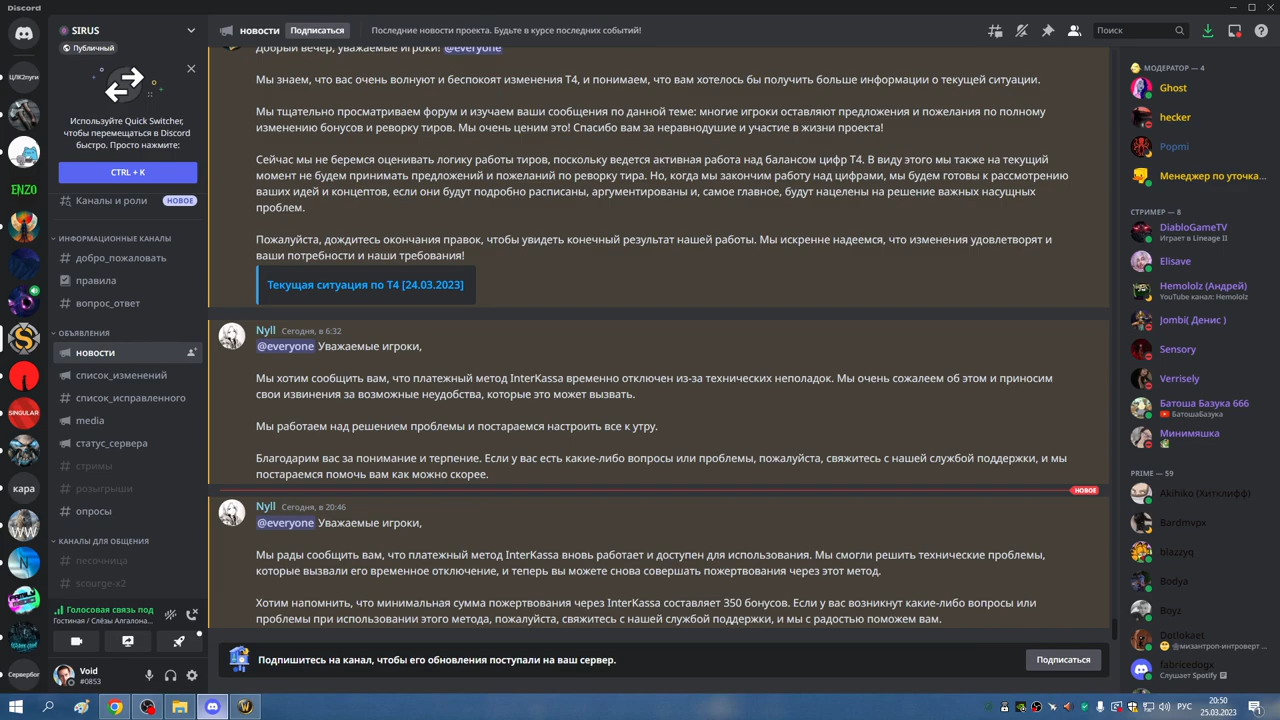 Discord
SIRUS
Публичный
Используйте Quick Switcher,
чтобы перемещаться в Discord
быстро. Просто нажмите:
CTRL + K
Каналы и роли
НОВОЕ
ИНФОРМАЦИОННЫЕ КАНАЛЫ
добро_пожаловать
правила
вопрос_ответ
ОБЪЯВЛЕНИЯ
новости
список_изменений
список_исправленного
media
статус_сервера
стримы
розыгрыши
опросы
КАНАЛЫ ДЛЯ ОБЩЕНИЯ
песочница
scourge-x2
Голосовая связь под
Гостиная / Слёзы Алгалона...
Void
#0853
ЦЛК2пуги
ENZO
SINGULAR
кара
WW
N
Сервербог
новости
Подписаться
Последние новости проекта. Будьте в курсе последних событий!
Поиск
Добрый вечер, уважаемые игроки! @everyone
Мы знаем, что вас очень волнуют и беспокоят изменения Т4, и понимаем, что вам хотелось бы получить больше информации о текущей ситуации.
Мы тщательно просматриваем форум и изучаем ваши сообщения по данной теме: многие игроки оставляют предложения и пожелания по полному
изменению бонусов и реворку тиров. Мы очень ценим это! Спасибо вам за неравнодушие и участие в жизни проекта!
Сейчас мы не беремся оценивать логику работы тиров, поскольку ведется активная работа над балансом цифр Т4. В виду этого мы также на текущий
момент не будем принимать предложений и пожеланий по реворку тира. Но, когда мы закончим работу над цифрами, мы будем готовы к рассмотрению
ваших идей и концептов, если они будут подробно расписаны, аргументированы и, самое главное, будут нацелены на решение важных насущных
проблем.
Пожалуйста, дождитесь окончания правок, чтобы увидеть конечный результат нашей работы. Мы искренне надеемся, что изменения удовлетворят и
ваши потребности и наши требования!
Текущая ситуация по Т4 [24.03.2023]
Nyll Сегодня, в 6:32
@everyone Уважаемые игроки,
Мы хотим сообщить вам, что платежный метод InterKassa временно отключен из-за технических неполадок. Мы очень сожалеем об этом и приносим
свои извинения за возможные неудобства, которые это может вызвать.
Мы работаем над решением проблемы и постараемся настроить все к утру.
Благодарим вас за понимание и терпение. Если у вас есть какие-либо вопросы или проблемы, пожалуйста, свяжитесь с нашей службой поддержки, и мы
постараемся помочь вам как можно скорее.
НОВОЕ
Nyll Сегодня, в 20:46
@everyone Уважаемые игроки,
Мы рады сообщить вам, что платежный метод InterKassa вновь работает и доступен для использования. Мы смогли решить технические проблемы,
которые вызвали его временное отключение, и теперь вы можете снова совершать пожертвования через этот метод.
Хотим напомнить, что минимальная сумма пожертвования через InterKassa составляет 350 бонусов. Если у вас возникнут какие-либо вопросы или
проблемы при использовании этого метода, пожалуйста, свяжитесь с нашей службой поддержки, и мы с радостью поможем вам.
Подпишитесь на канал, чтобы его обновления поступали на ваш сервер.
Подписаться
МОДЕРАТОР — 4
Ghost
hecker
Popmi
Менеджер по уточка...
СТРИМЕР — 8
DiabloGameTV
Играет в Lineage II
Elisave
Hemololz (Андрей)
YouTube канал: Hemololz
Jombi( Денис )
Sensory
Verrisely
Батоша Базука 666
БатошаБазука
Минимяшка
PRIME — 59
Akihiko (Хитклифф)
Bardmvpx
blazzyq
Bodya
Boyz
Dotlokaet
мизантроп-интроверт ...
fabricedogx
Слушает Spotify
РУС
20:50
25.03.2023
1